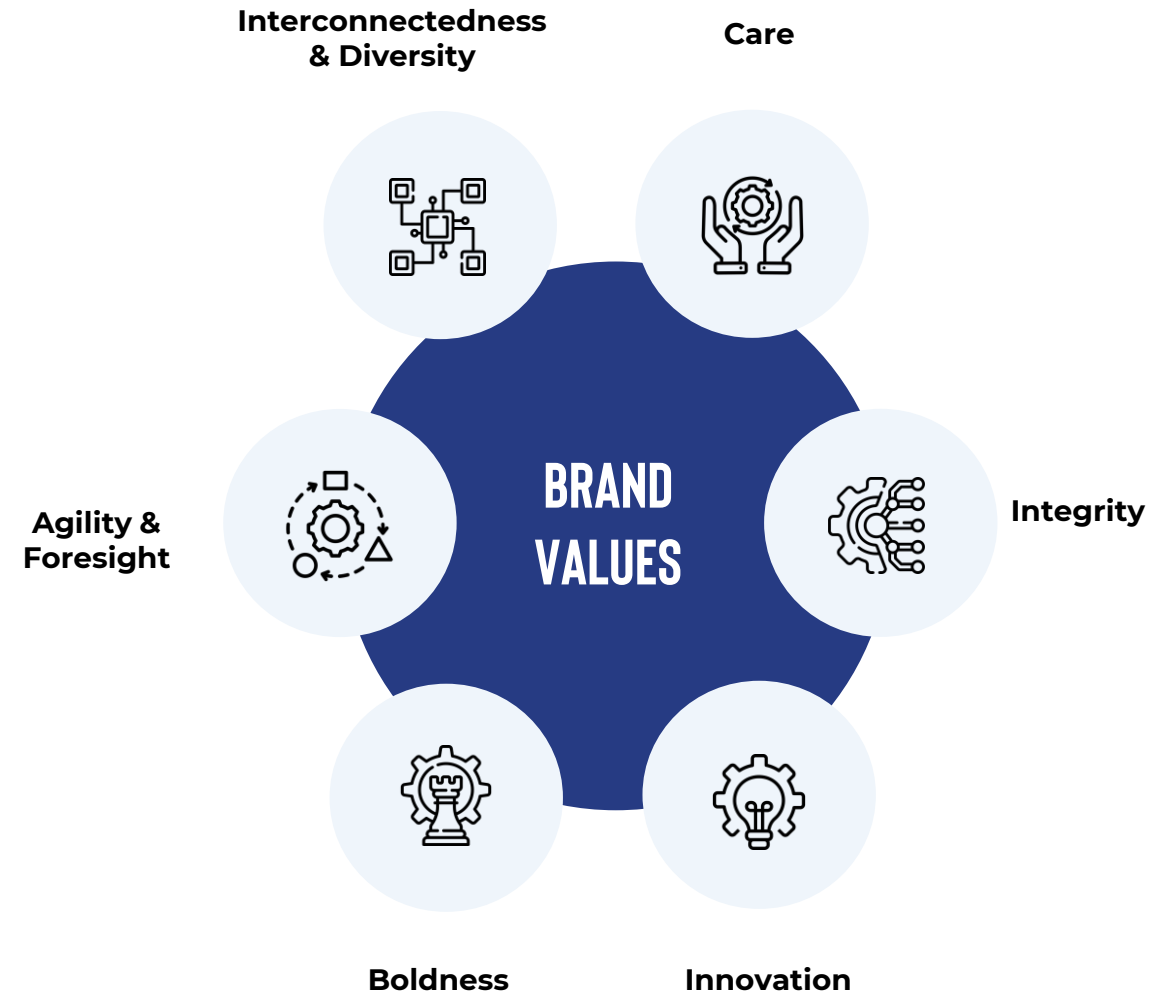 Interconnectedness
& Diversity
Care
BRAND
VALUES
Integrity
Agility &
Foresight
Boldness
Innovation